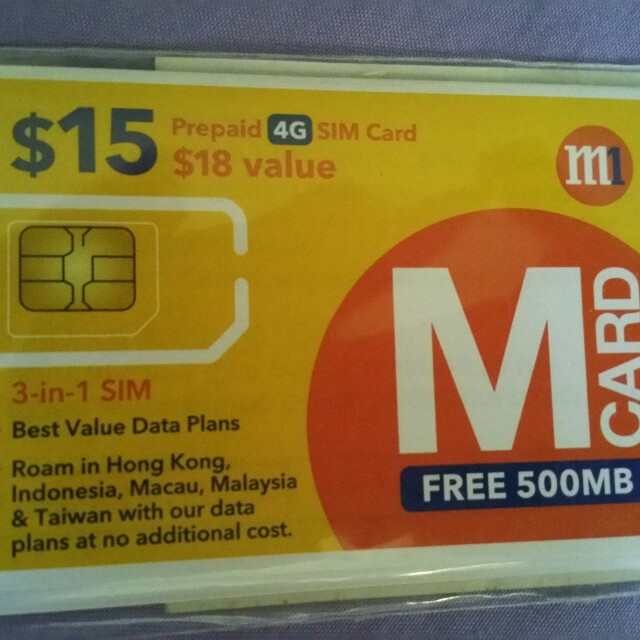 $15
Prepaid 4G SIM Card
$18 value
m1
M CARD
FREE 500MB
3-in-1 SIM
Best Value Data Plans
Roam in Hong Kong,
Indonesia, Macau, Malaysia
& Taiwan with our data
plans at no additional cost.